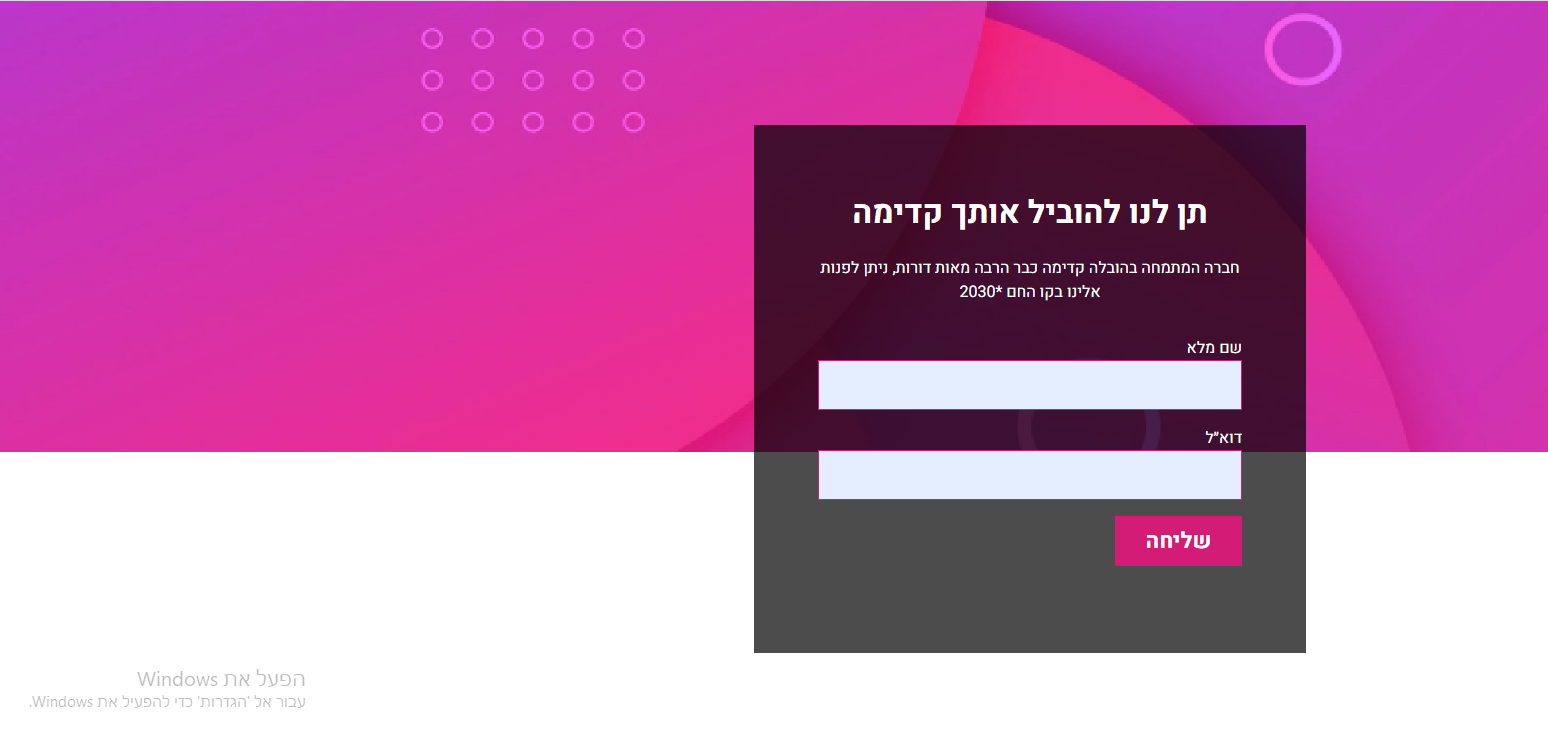 תן לנו להוביל אותך קדימה
חברה המתמחה בהובלה קדימה כבר הרבה מאות דורות, ניתן לפנות
אלינו בקו החם *2030
שם מלא
דוא״ל
שליחה
הפעל את Windows
עבור אל 'הגדרות' כדי להפעיל את Windows.